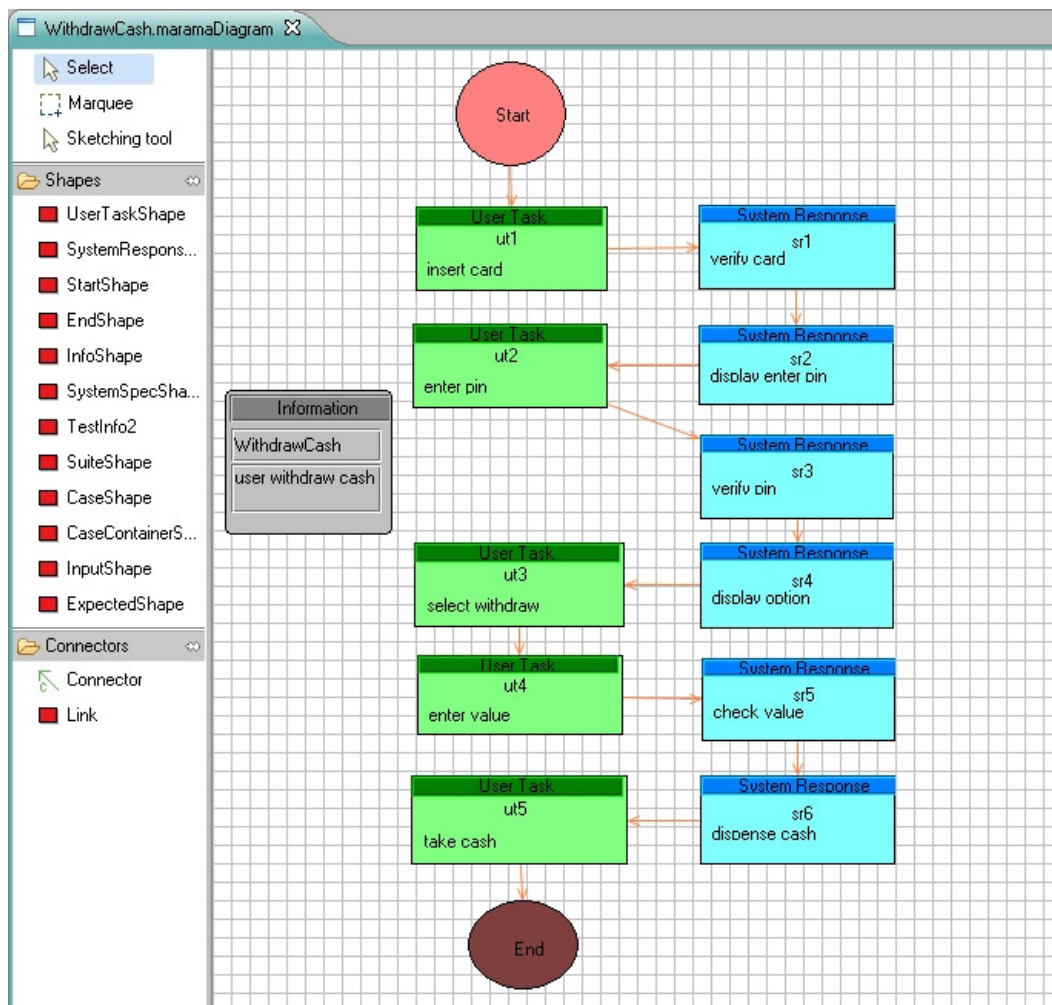 WithdrawCash.maramaDiagram
Select
Marquee
Sketching tool
Shapes
UserTaskShape
SystemRespons...
StartShape
EndShape
InfoShape
SystemSpecSha...
TestInfo2
SuiteShape
CaseShape
CaseContainerS...
InputShape
ExpectedShape
Connectors
Connector
Link
Start
User Task
ut1
insert card
System Response
sr1
verify card
User Task
ut2
enter pin
System Response
sr2
display enter pin
Information
WithdrawCash
user withdraw cash
System Response
sr3
verify pin
User Task
ut3
select withdraw
System Response
sr4
display option
User Task
ut4
enter value
System Response
sr5
check value
User Task
ut5
take cash
System Response
sr6
dispense cash
End